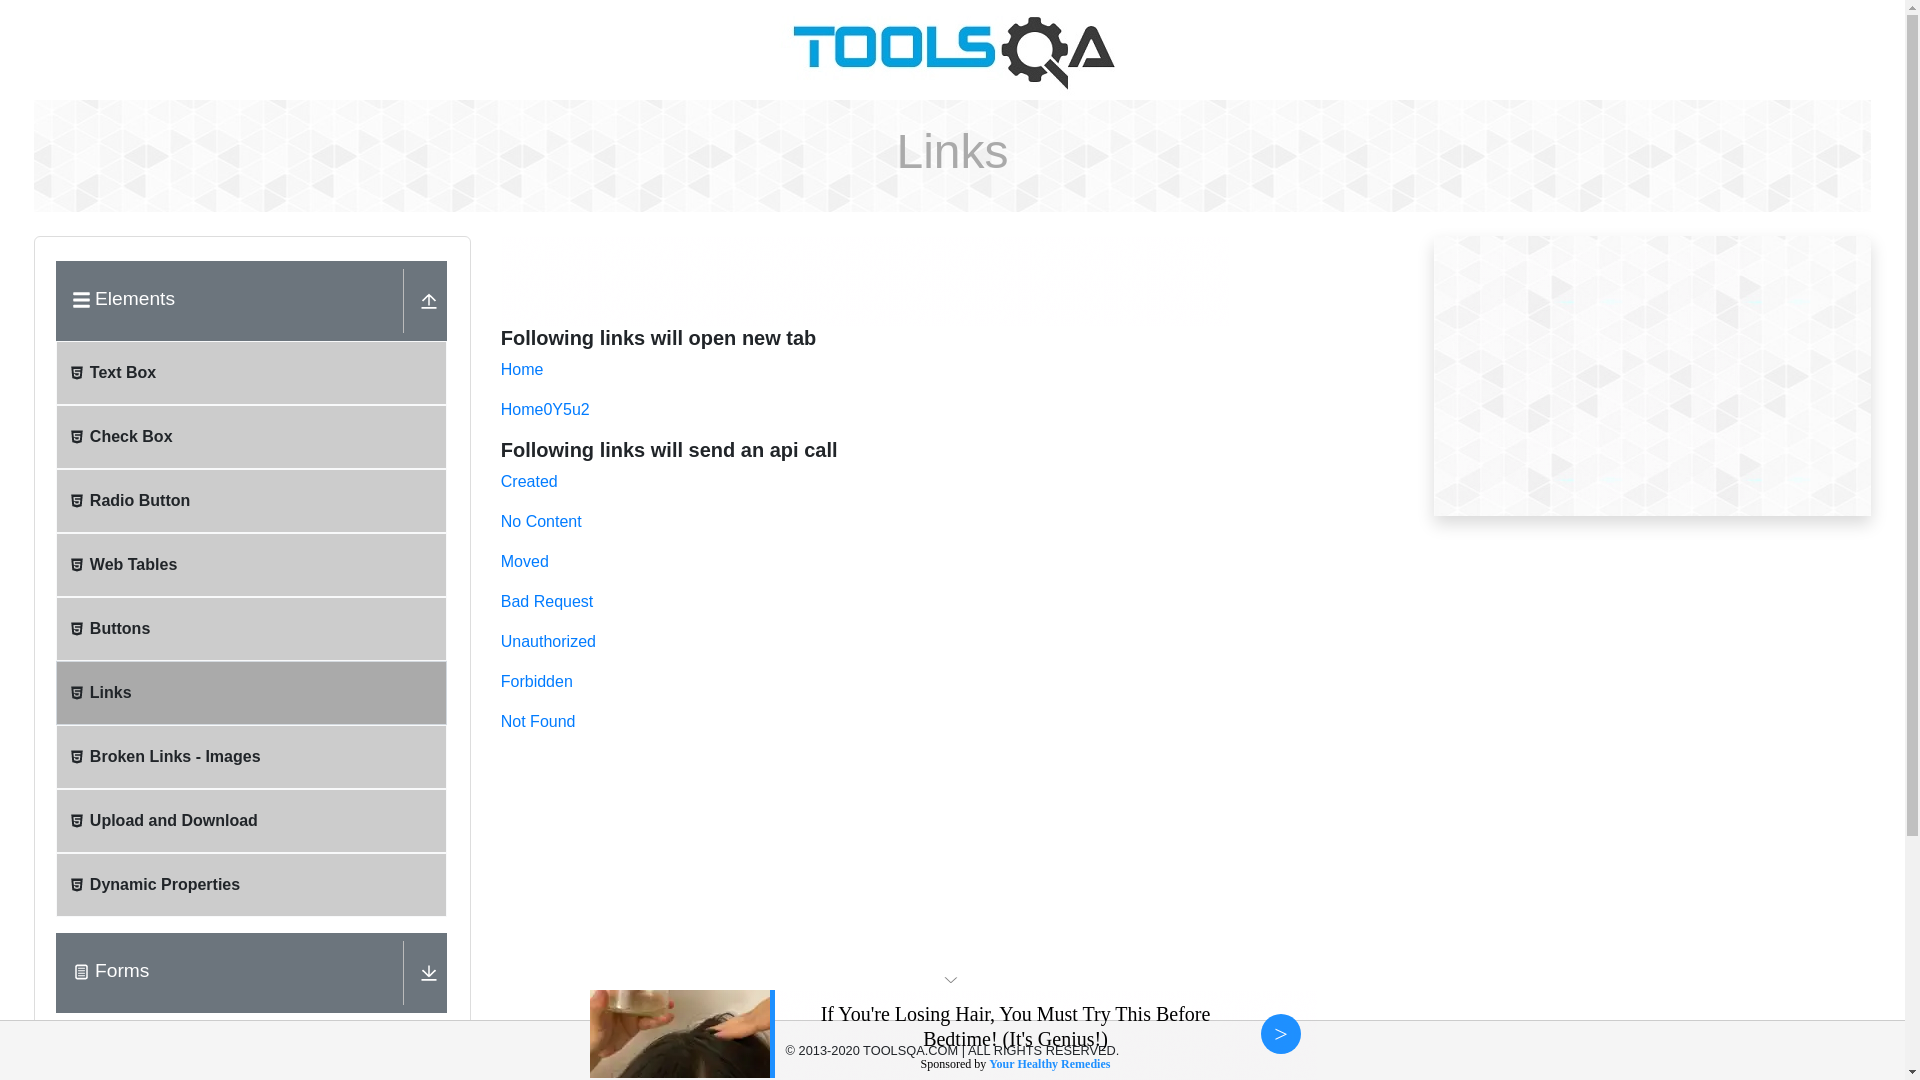 TOOLSQA
Links
Elements
Text Box
Check Box
Radio Button
Web Tables
Buttons
Links
Broken Links - Images
Upload and Download
Dynamic Properties
Forms
Following links will open new tab
Home
Home0Y5u2
Following links will send an api call
Created
No Content
Moved
Bad Request
Unauthorized
Forbidden
Not Found
If You're Losing Hair, You Must Try This Before
Bedtime! (It's Genius!)
Sponsored by Your Healthy Remedies
>
© 2013-2020 TOOLSQA.COM | ALL RIGHTS RESERVED.